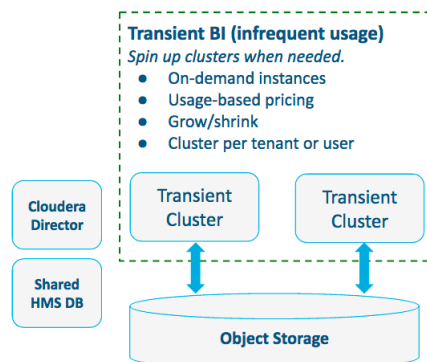 Transient BI (infrequent usage)
Spin up clusters when needed.
● On-demand instances
● Usage-based pricing
● Grow/shrink
● Cluster per tenant or user
Transient
Cluster
Transient
Cluster
Cloudera
Director
Shared
HMS DB
Object Storage